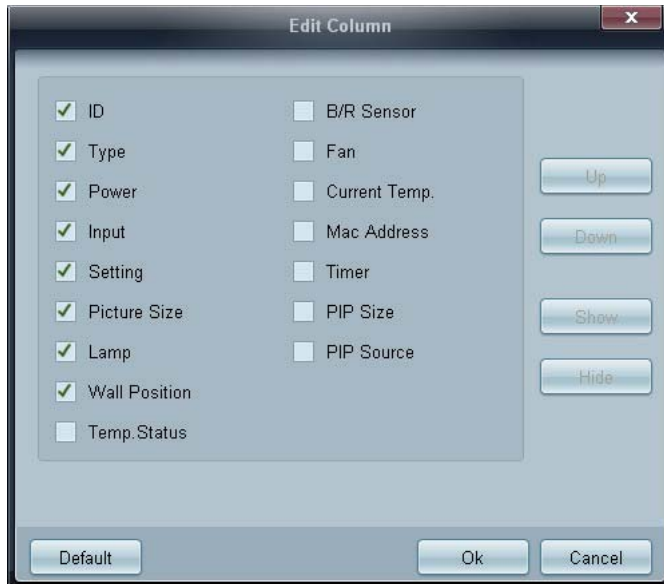 Edit Column
x
ID
Type
Power
Input
Setting
Picture Size
Lamp
Wall Position
Temp.Status
B/R Sensor
Fan
Current Temp.
Mac Address
Timer
PIP Size
PIP Source
Up
Down
Show
Hide
Default
Ok
Cancel